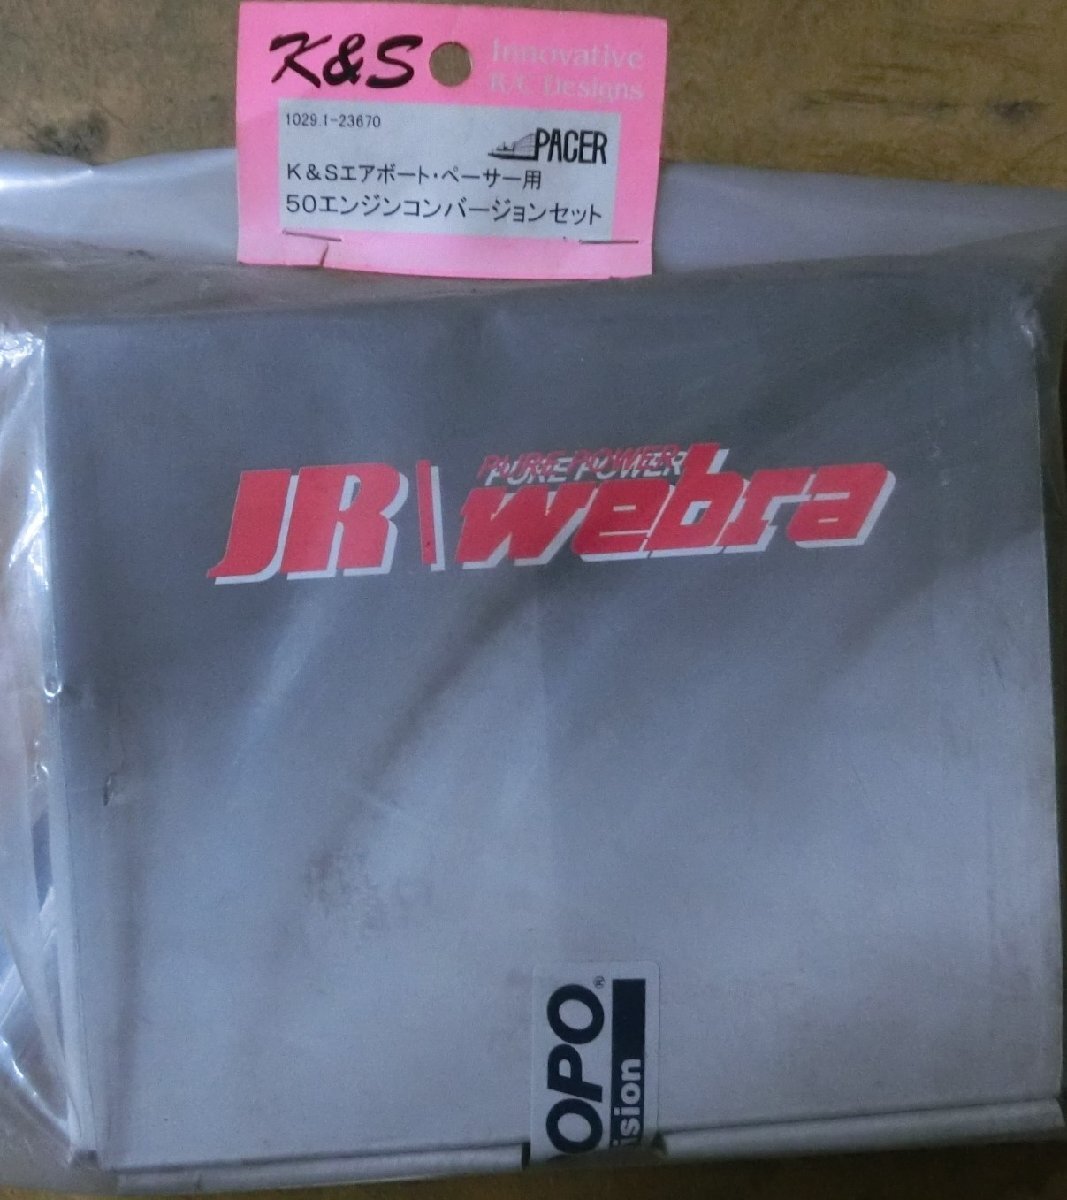 K&S
Innovative
R.C. Designs
1029.1-23670
PACER
K&Sエアボート・ペーサー用
50エンジンコンバージョンセット
PURE POWER
JR\webra
OPO®
ision